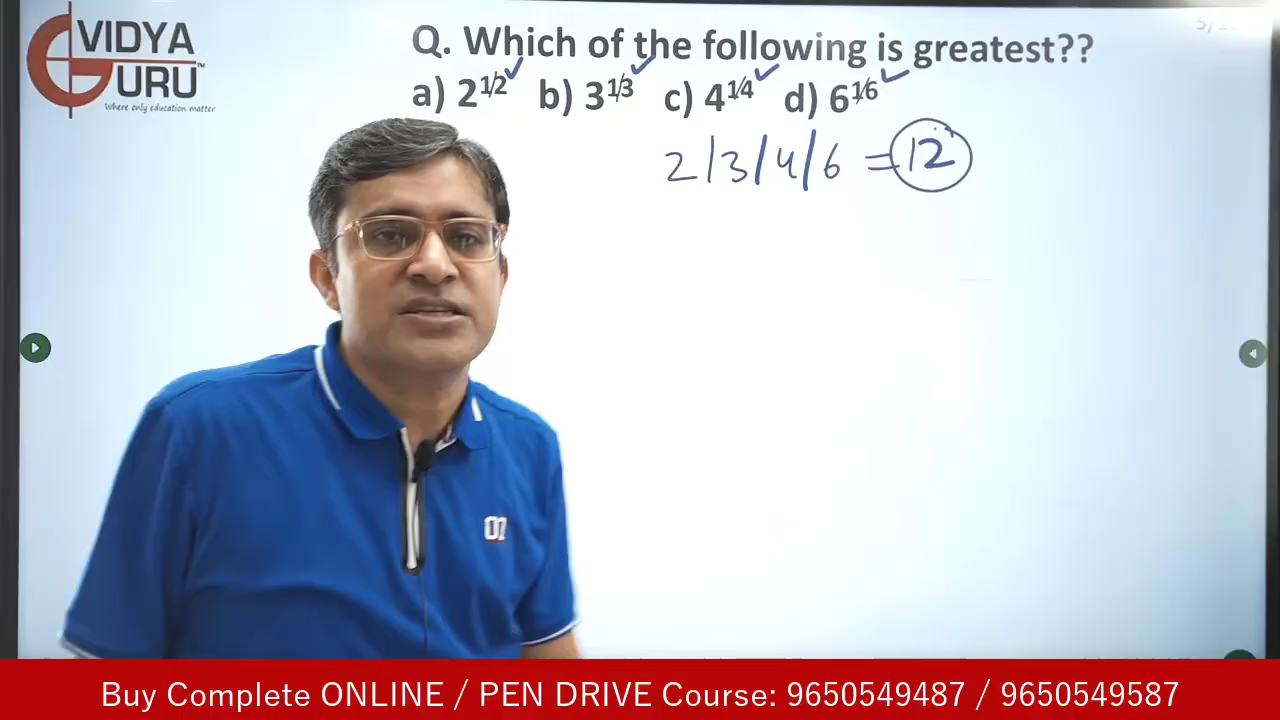 VIDYA
GURU™
Where only education matter
Q. Which of the following is greatest??
a) 2^1/2 b) 3^1/3 c) 4^1/4 d) 6^1/6
2/3/4/6 = 12
07
Buy Complete ONLINE / PEN DRIVE Course: 9650549487 / 9650549587